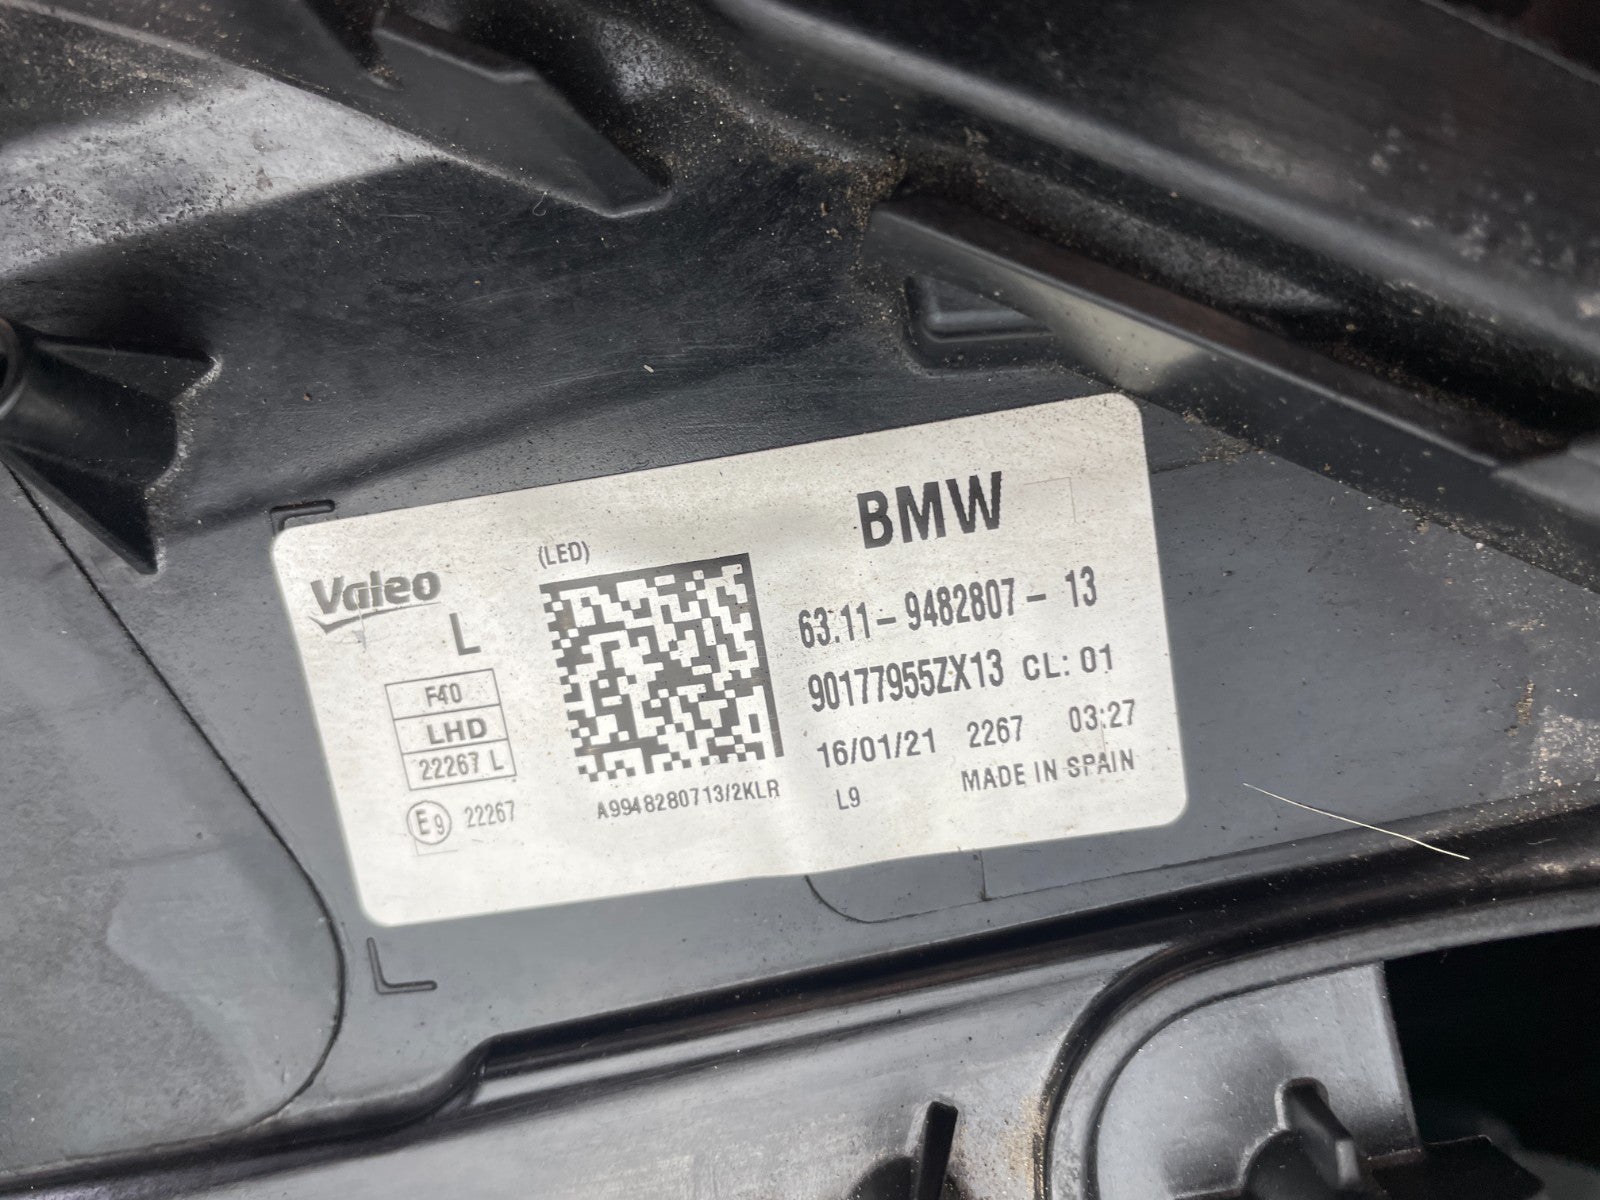 BMW
(LED)
Valeo
L
63.11 - 9482807 - 13
90177955ZX13 CL: 01
F40
LHD
22267 L
16/01/21 2267 03:27
E9 22267
A9948280713/2KLR
L9
MADE IN SPAIN